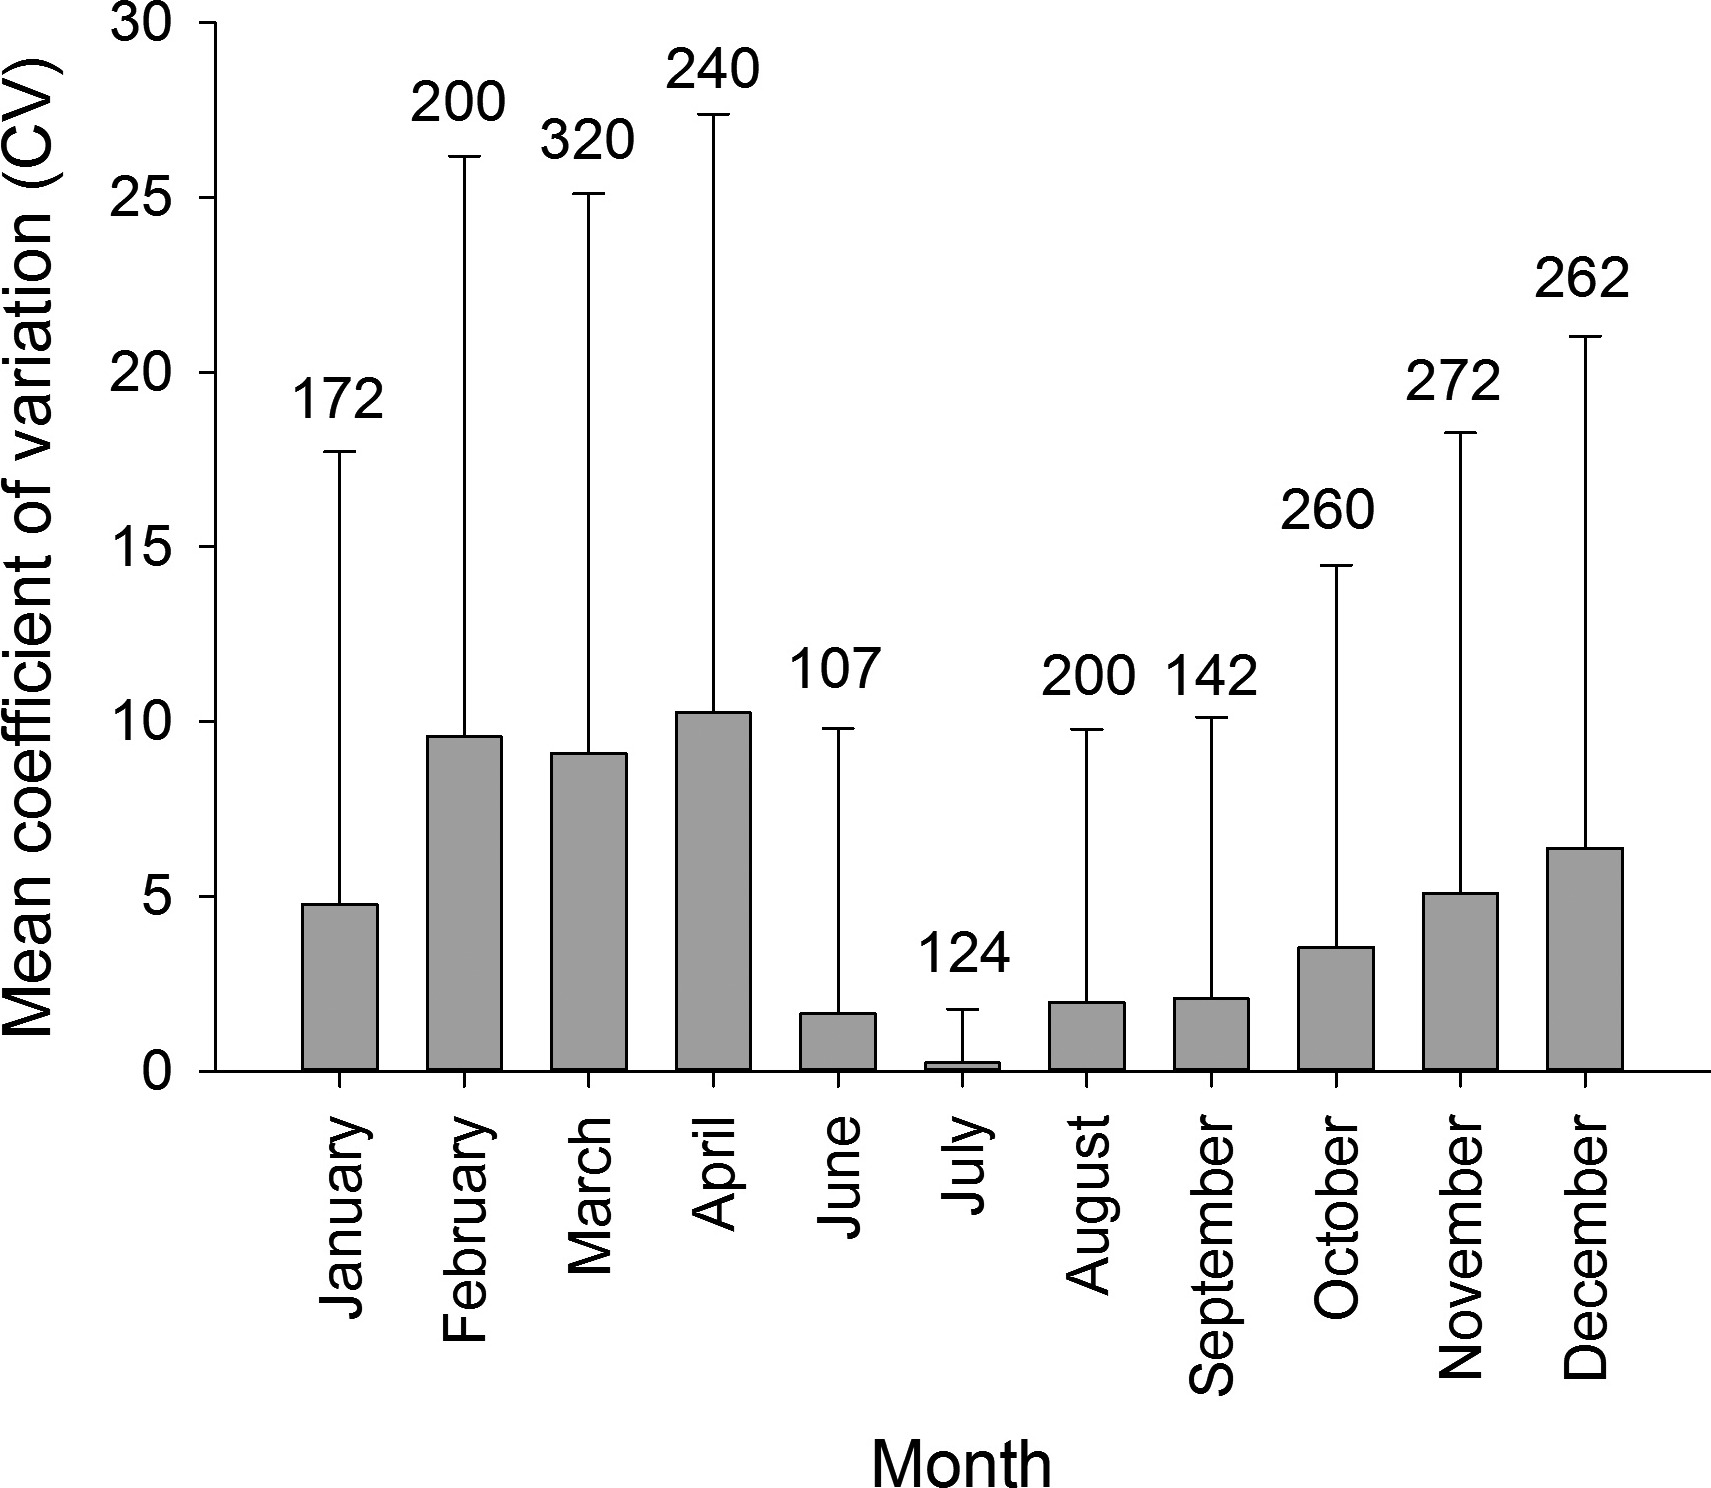 Mean coefficient of variation (CV)
30
25
20
15
10
5
0
172
200
320
240
107
124
200
142
260
272
262
January
February
March
April
June
July
August
September
October
November
December
Month